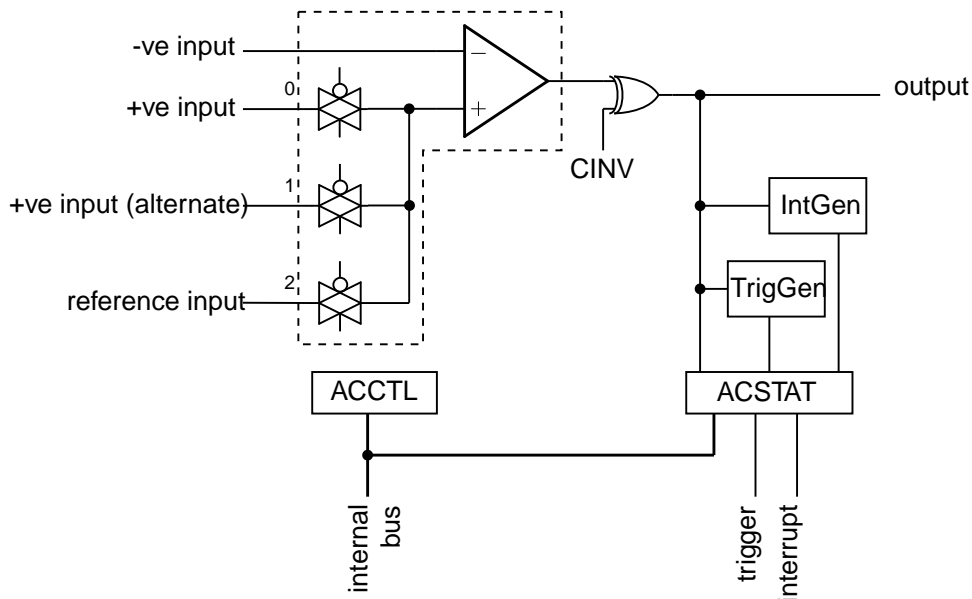 -ve input
−
output
0
+ve input
+
CINV
1
+ve input (alternate)
IntGen
2
reference input
TrigGen
ACCTL
ACSTAT
internal
bus
trigger
interrupt